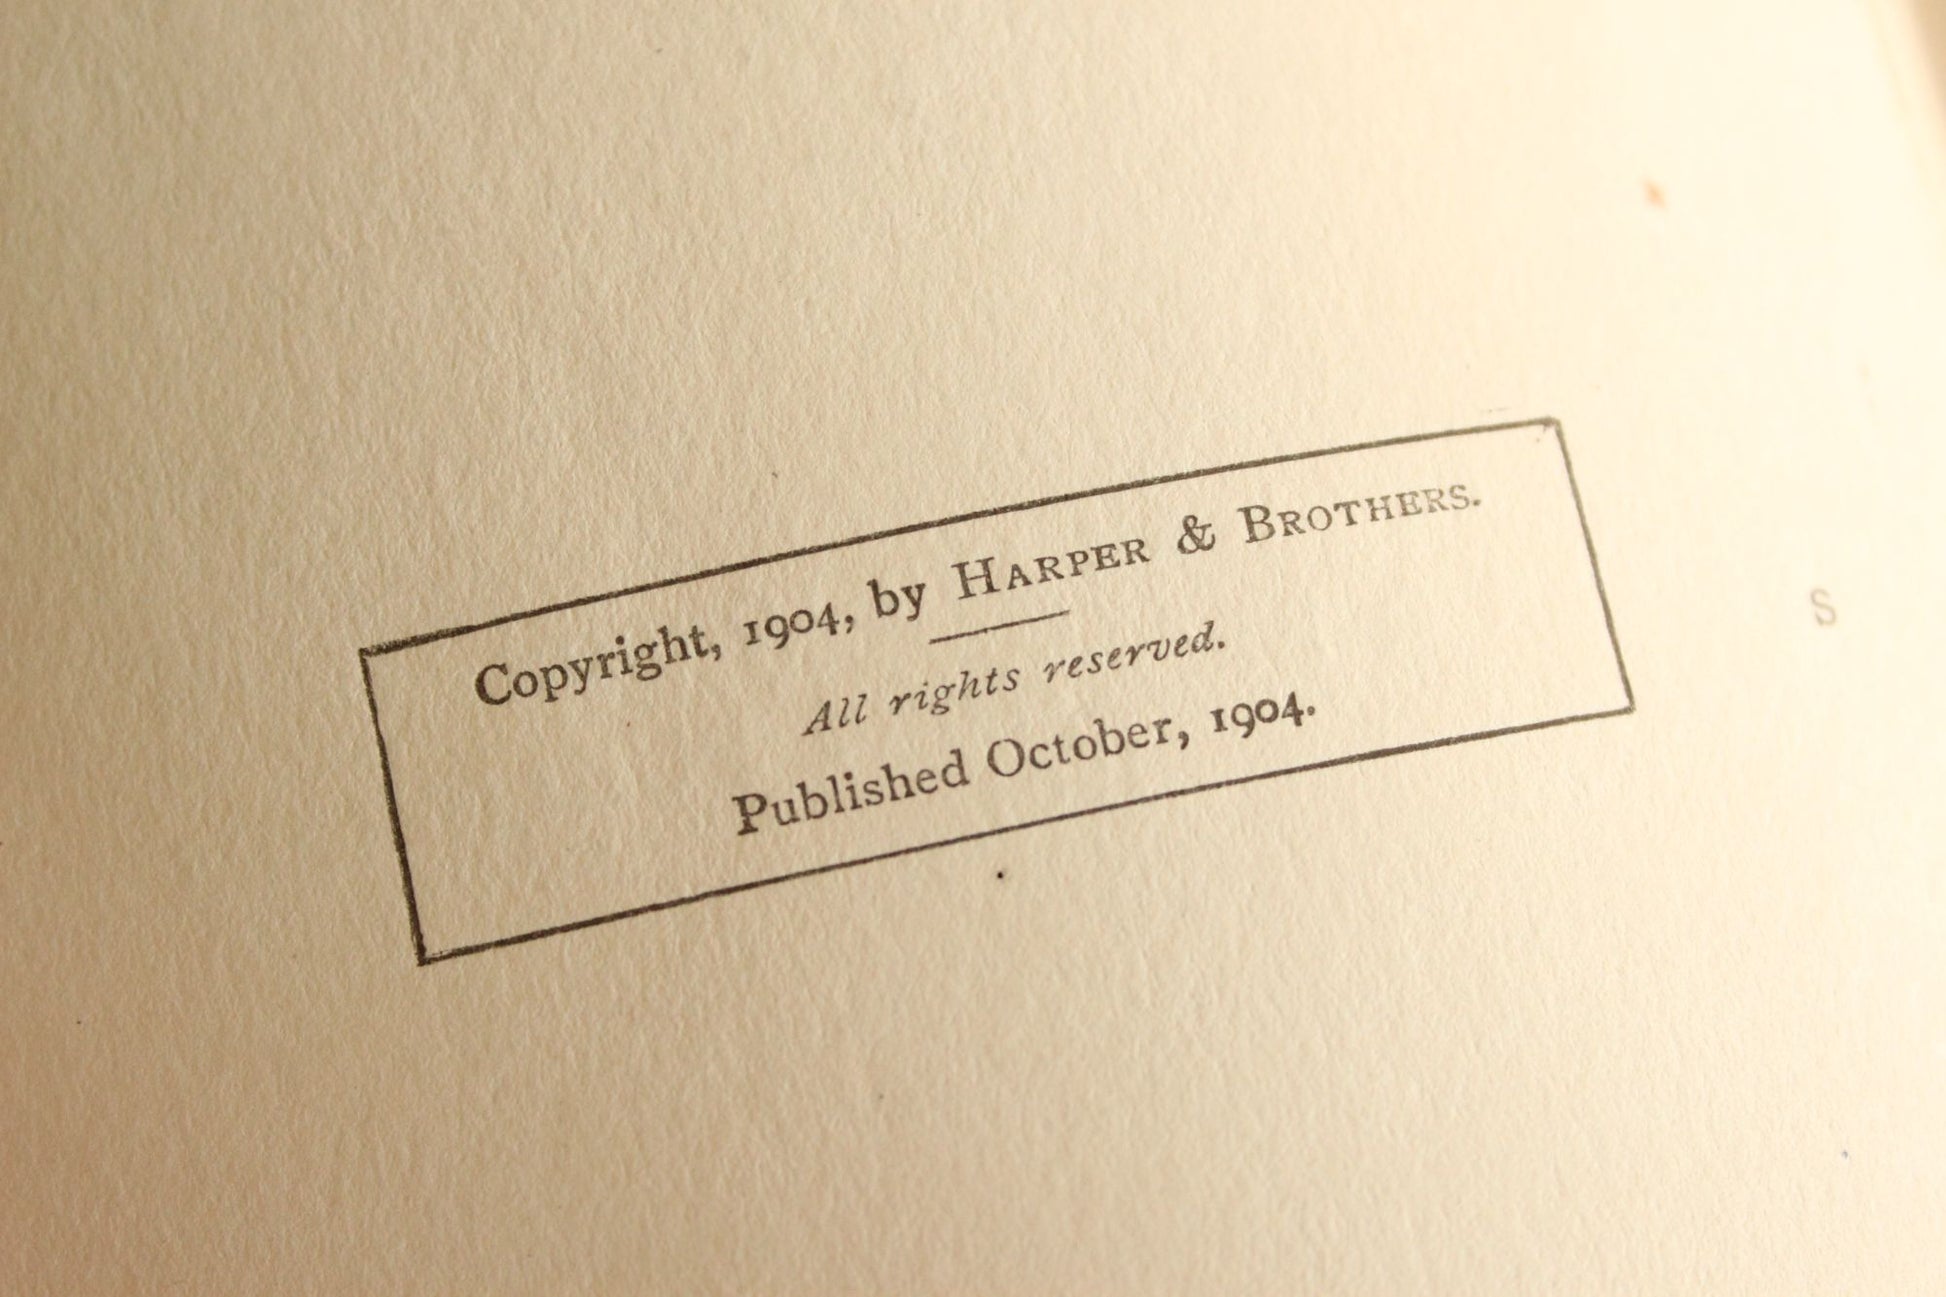 Copyright, 1904, by HARPER & BROTHERS.
All rights reserved.
Published October, 1904.
S